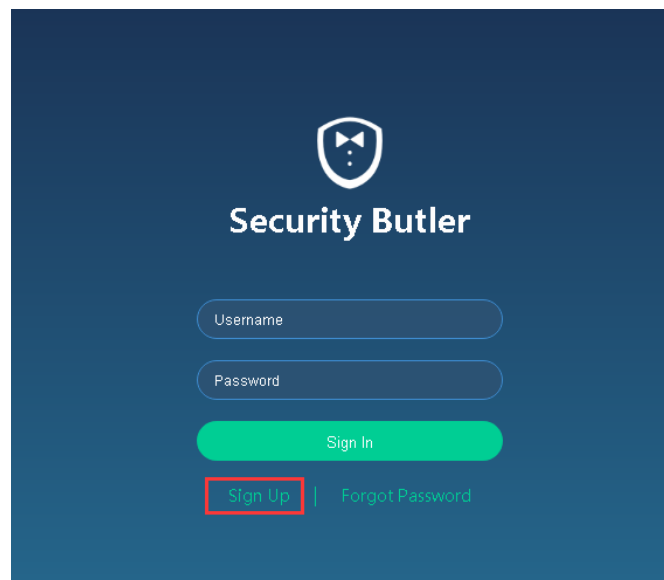 Security Butler
Username
Password
Sign In
Sign Up | Forgot Password